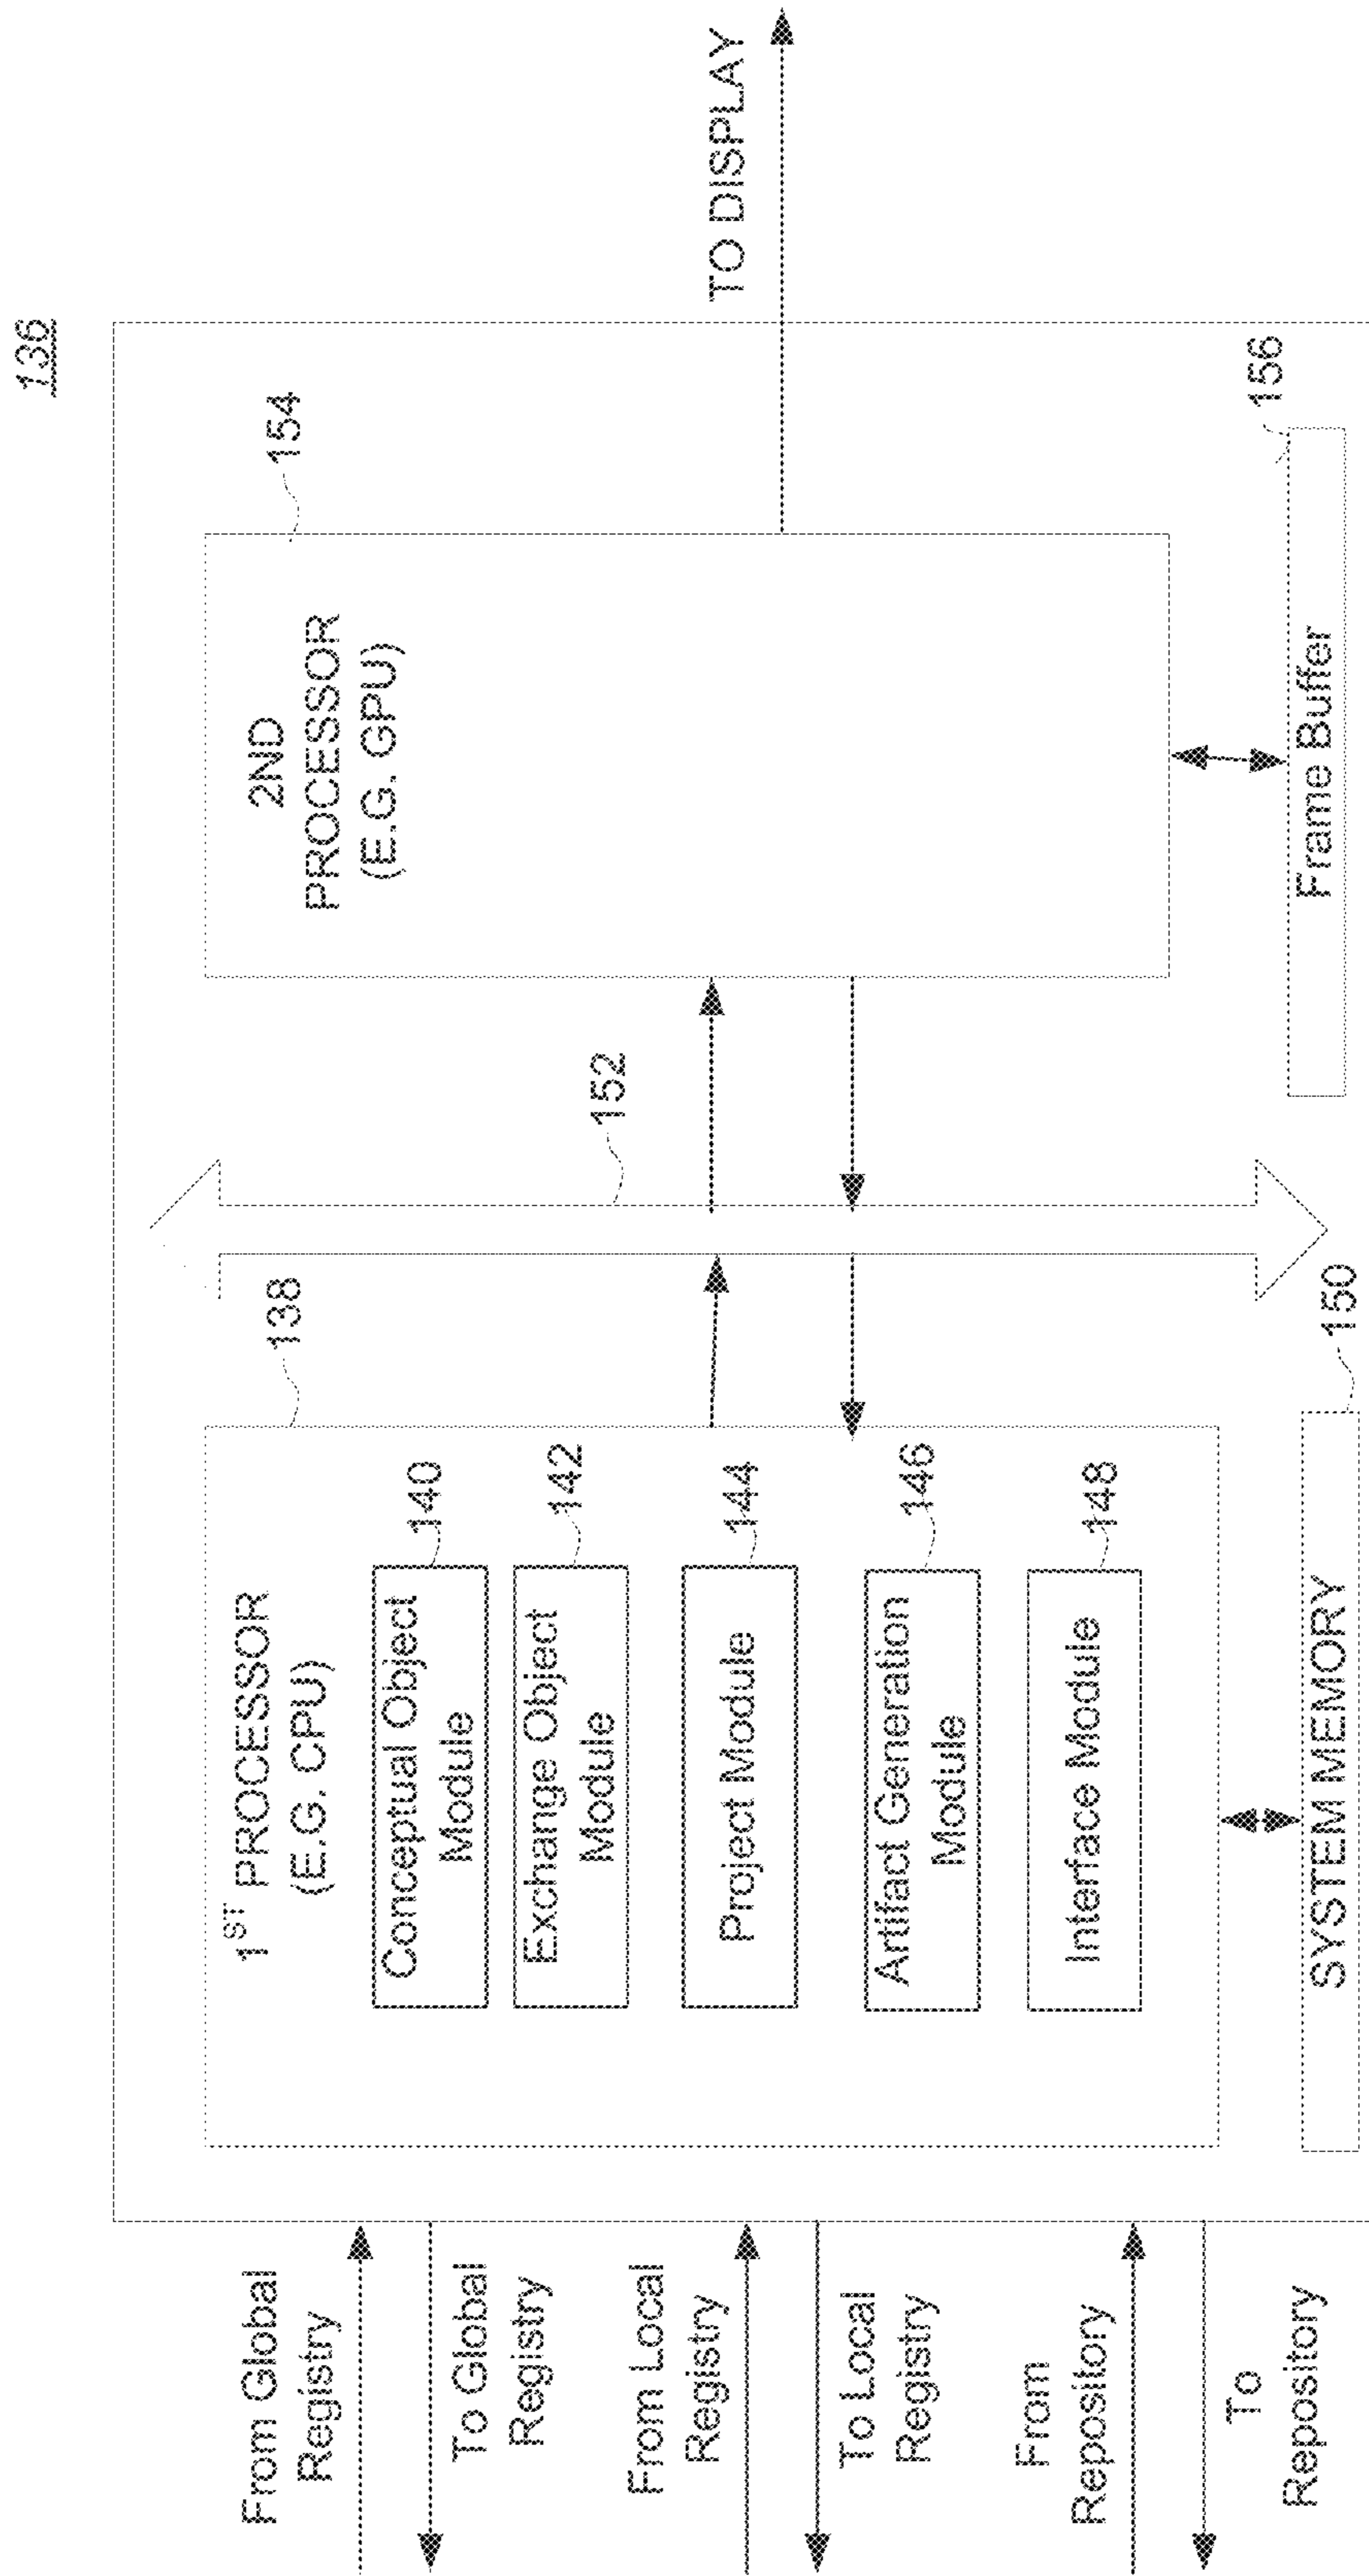 136
From Global
Registry
To Global
Registry
From Local
Registry
To Local
Registry
From
Repository
To
Repository
1ST PROCESSOR
(E.G. CPU)
138
Conceptual Object
Module
140
Exchange Object
Module
142
Project Module
144
Artifact Generation
Module
146
Interface Module
148
SYSTEM MEMORY
150
152
2ND
PROCESSOR
(E.G. GPU)
154
Frame Buffer
156
TO DISPLAY